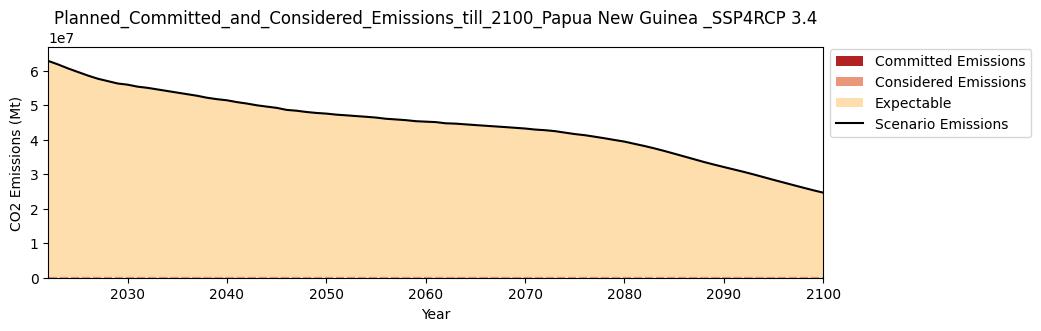 Planned_Committed_and_Considered_Emissions_till_2100_Papua New Guinea _SSP4RCP 3.4
1e7
6
5
4
3
2
1
0
CO2 Emissions (Mt)
2030 2040 2050 2060 2070 2080 2090 2100
Year
Committed Emissions
Considered Emissions
Expectable
Scenario Emissions